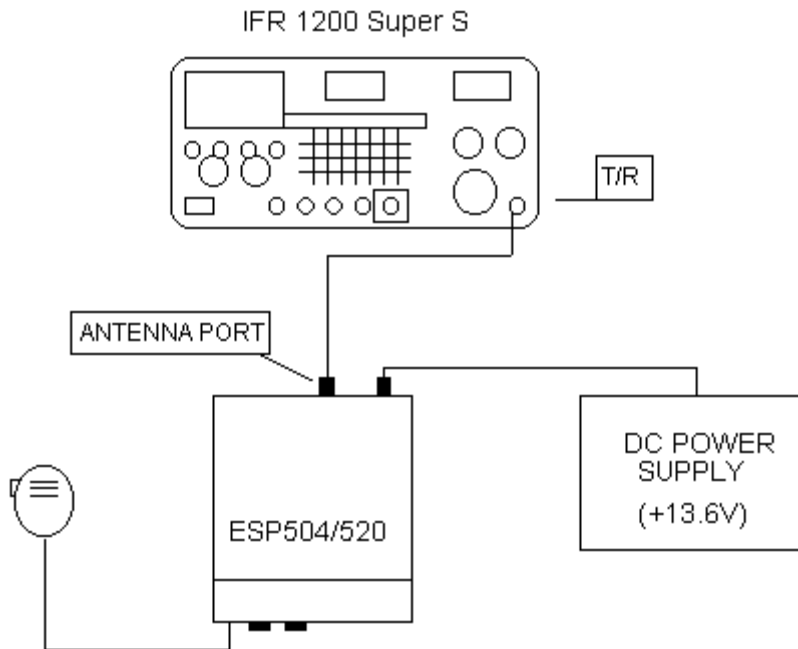 IFR 1200 Super S
T/R
ANTENNA PORT
DC POWER
SUPPLY
(+13.6V)
ESP504/520